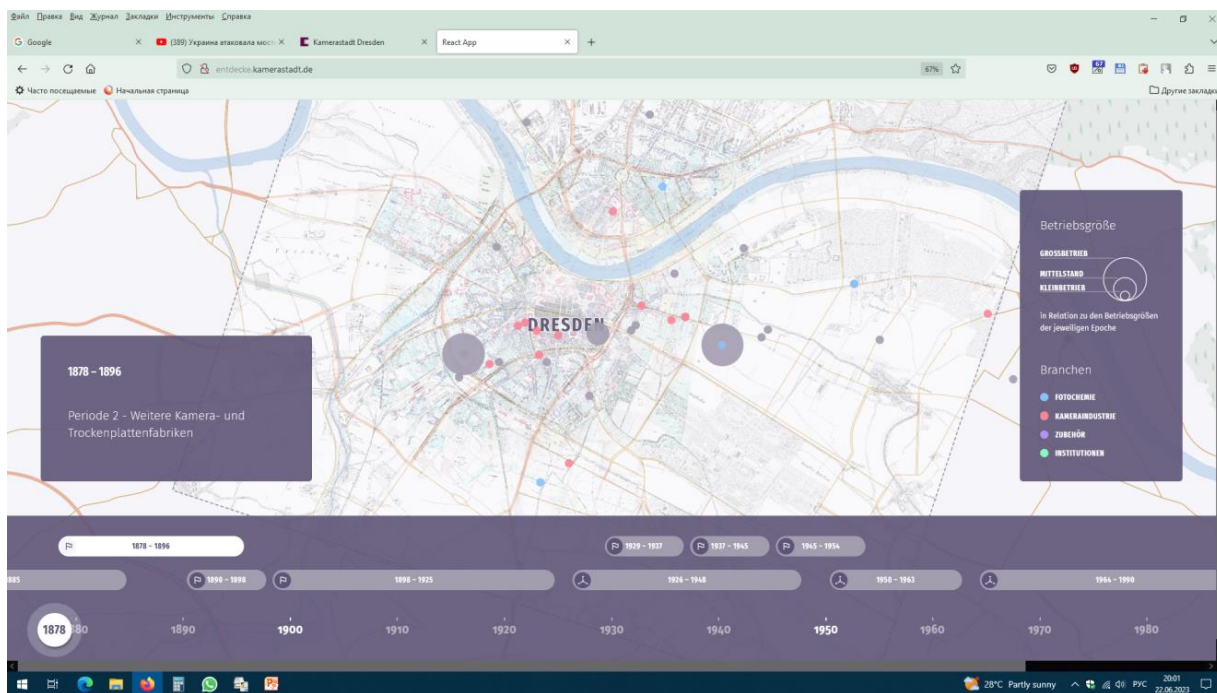 Файл Правка Вид Журнал Закладки Инструменты Справка
Google
(389) Украина атаковала мост
Kamerastadt Dresden
React App
entdecke.kamerastadt.de
67%
67
Часто посещаемые
Начальная страница
Другие закладки
DRESDEN
1878 – 1896
Periode 2 - Weitere Kamera- und
Trockenplattenfabriken
Betriebsgröße
GROSSBETRIEB
MITTELSTAND
KLEINBETRIEB
in Relation zu den Betriebsgrößen
der jeweiligen Epoche
Branchen
FOTOCHEMIE
KAMERAINDUSTRIE
ZUBEHÖR
INSTITUTIONEN
1878 – 1896
1929 – 1937
1937 – 1945
1945 – 1954
1885
1890 – 1898
1898 – 1925
1926 – 1948
1950 – 1963
1964 – 1990
1878
80
1890
1900
1910
1920
1930
1940
1950
1960
1970
1980
28°C Partly sunny
РУС
20:01
22.06.2023